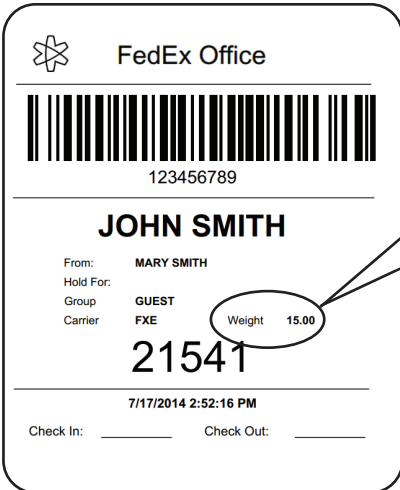 FedEx Office
123456789
JOHN SMITH
From: MARY SMITH
Hold For:
Group GUEST
Carrier FXE Weight 15.00
21541
7/17/2014 2:52:16 PM
Check In: Check Out: